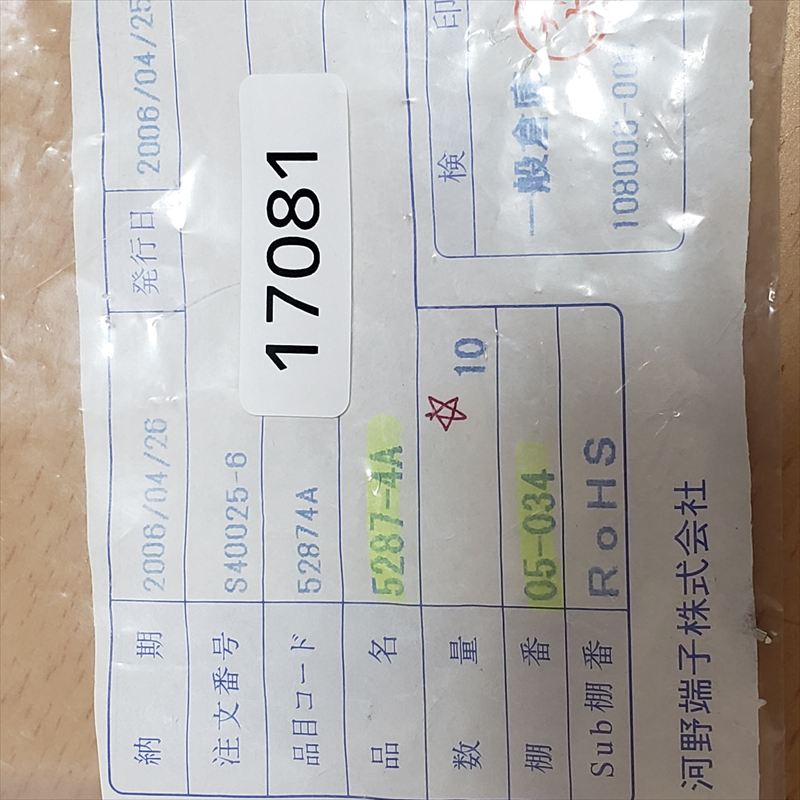 納期 2006/04/26 発行日 2006/04/25
注文番号 S40025-6
品目コード 52874A
17081
品名 5287-4A
数量 10
棚番 05-034
Sub棚番 RoHS
検印
一般倉庫
河野端子株式会社